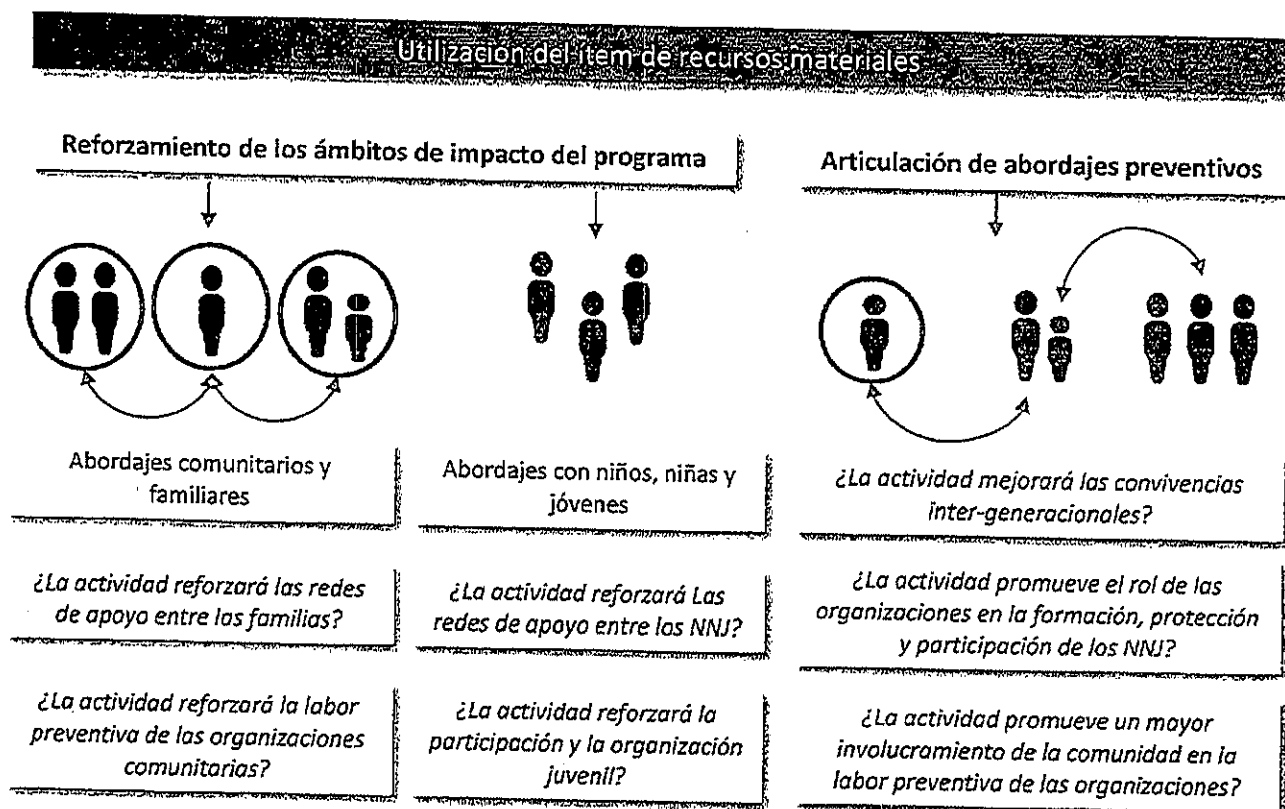 Utilización del ítem de recursos materiales
Reforzamiento de los ámbitos de impacto del programa
Articulación de abordajes preventivos
Abordajes comunitarios y
familiares
Abordajes con niños, niñas y
jóvenes
¿La actividad mejorará las convivencias
inter-generacionales?
¿La actividad reforzará las redes
de apoyo entre las familias?
¿La actividad reforzará Las
redes de apoyo entre los NNJ?
¿La actividad promueve el rol de las
organizaciones en la formación, protección
y participación de los NNJ?
¿La actividad reforzará la labor
preventiva de las organizaciones
comunitarias?
¿La actividad reforzará la
participación y la organización
juvenil?
¿La actividad promueve un mayor
involucramiento de la comunidad en la
labor preventiva de las organizaciones?